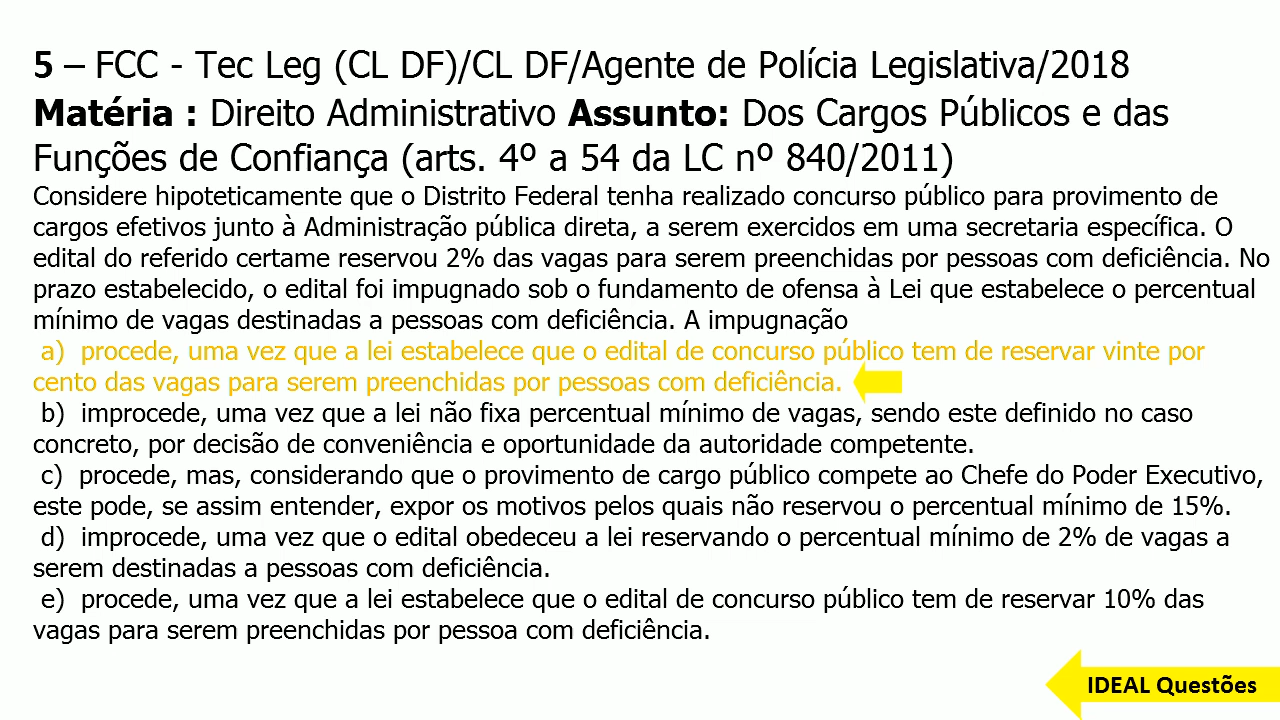 5 – FCC - Tec Leg (CL DF)/CL DF/Agente de Polícia Legislativa/2018
Matéria : Direito Administrativo Assunto: Dos Cargos Públicos e das
Funções de Confiança (arts. 4º a 54 da LC nº 840/2011)
Considere hipoteticamente que o Distrito Federal tenha realizado concurso público para provimento de
cargos efetivos junto à Administração pública direta, a serem exercidos em uma secretaria específica. O
edital do referido certame reservou 2% das vagas para serem preenchidas por pessoas com deficiência. No
prazo estabelecido, o edital foi impugnado sob o fundamento de ofensa à Lei que estabelece o percentual
mínimo de vagas destinadas a pessoas com deficiência. A impugnação
a) procede, uma vez que a lei estabelece que o edital de concurso público tem de reservar vinte por
cento das vagas para serem preenchidas por pessoas com deficiência.
b) improcede, uma vez que a lei não fixa percentual mínimo de vagas, sendo este definido no caso
concreto, por decisão de conveniência e oportunidade da autoridade competente.
c) procede, mas, considerando que o provimento de cargo público compete ao Chefe do Poder Executivo,
este pode, se assim entender, expor os motivos pelos quais não reservou o percentual mínimo de 15%.
d) improcede, uma vez que o edital obedeceu a lei reservando o percentual mínimo de 2% de vagas a
serem destinadas a pessoas com deficiência.
e) procede, uma vez que a lei estabelece que o edital de concurso público tem de reservar 10% das
vagas para serem preenchidas por pessoa com deficiência.
IDEAL Questões